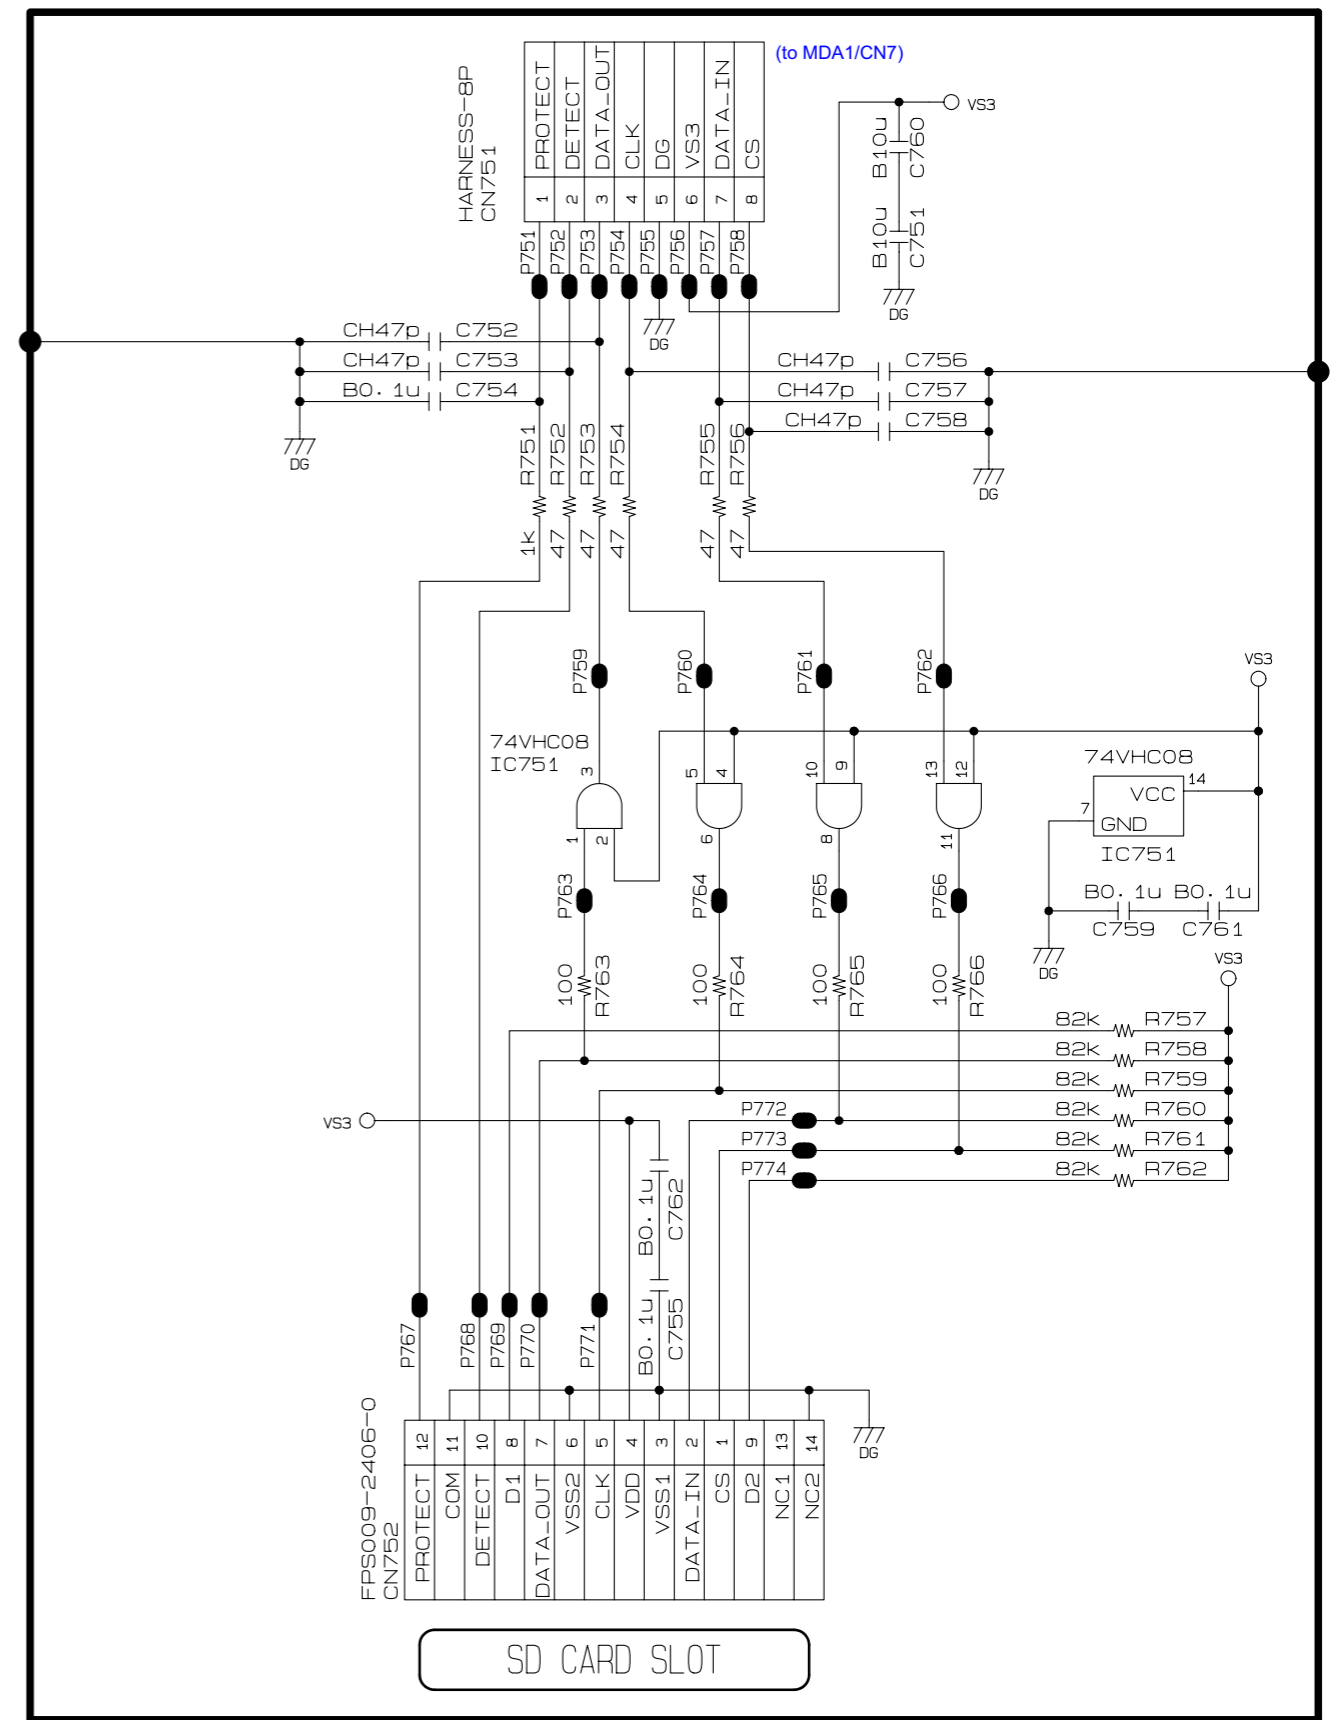 (to MDA1/CN7)
HARNESS-8P
CN751
PROTECT
DETECT
DATA_OUT
CLK
DG
VS3
DATA_IN
CS
1
2
3
4
5
6
7
8
P751
P752
P753
P754
P755
P756
P757
P758
DG
VS3
B10u
C760
B10u
C751
DG
CH47p C752
CH47p C753
B0.1u C754
DG
CH47p C756
CH47p C757
CH47p C758
DG
R751
R752
R753
R754
R755
R756
1k
47
47
47
47
47
P759
P760
P761
P762
VS3
74VHC08
IC751
3
1
2
5
4
6
10
9
8
13
12
11
74VHC08
14
VCC
7
GND
IC751
B0.1u B0.1u
C759 C761
DG
P763
P764
P765
P766
100
R763
100
R764
100
R765
100
R766
VS3
82k R757
82k R758
82k R759
P772 82k R760
P773 82k R761
P774 82k R762
VS3
B0.1u
C762
B0.1u
C755
P767
P768
P769
P770
P771
DG
FPS009-2406-0
CN752
12
11
10
8
7
6
5
4
3
2
1
9
13
14
PROTECT
COM
DETECT
D1
DATA_OUT
VSS2
CLK
VDD
VSS1
DATA_IN
CS
D2
NC1
NC2
SD CARD SLOT